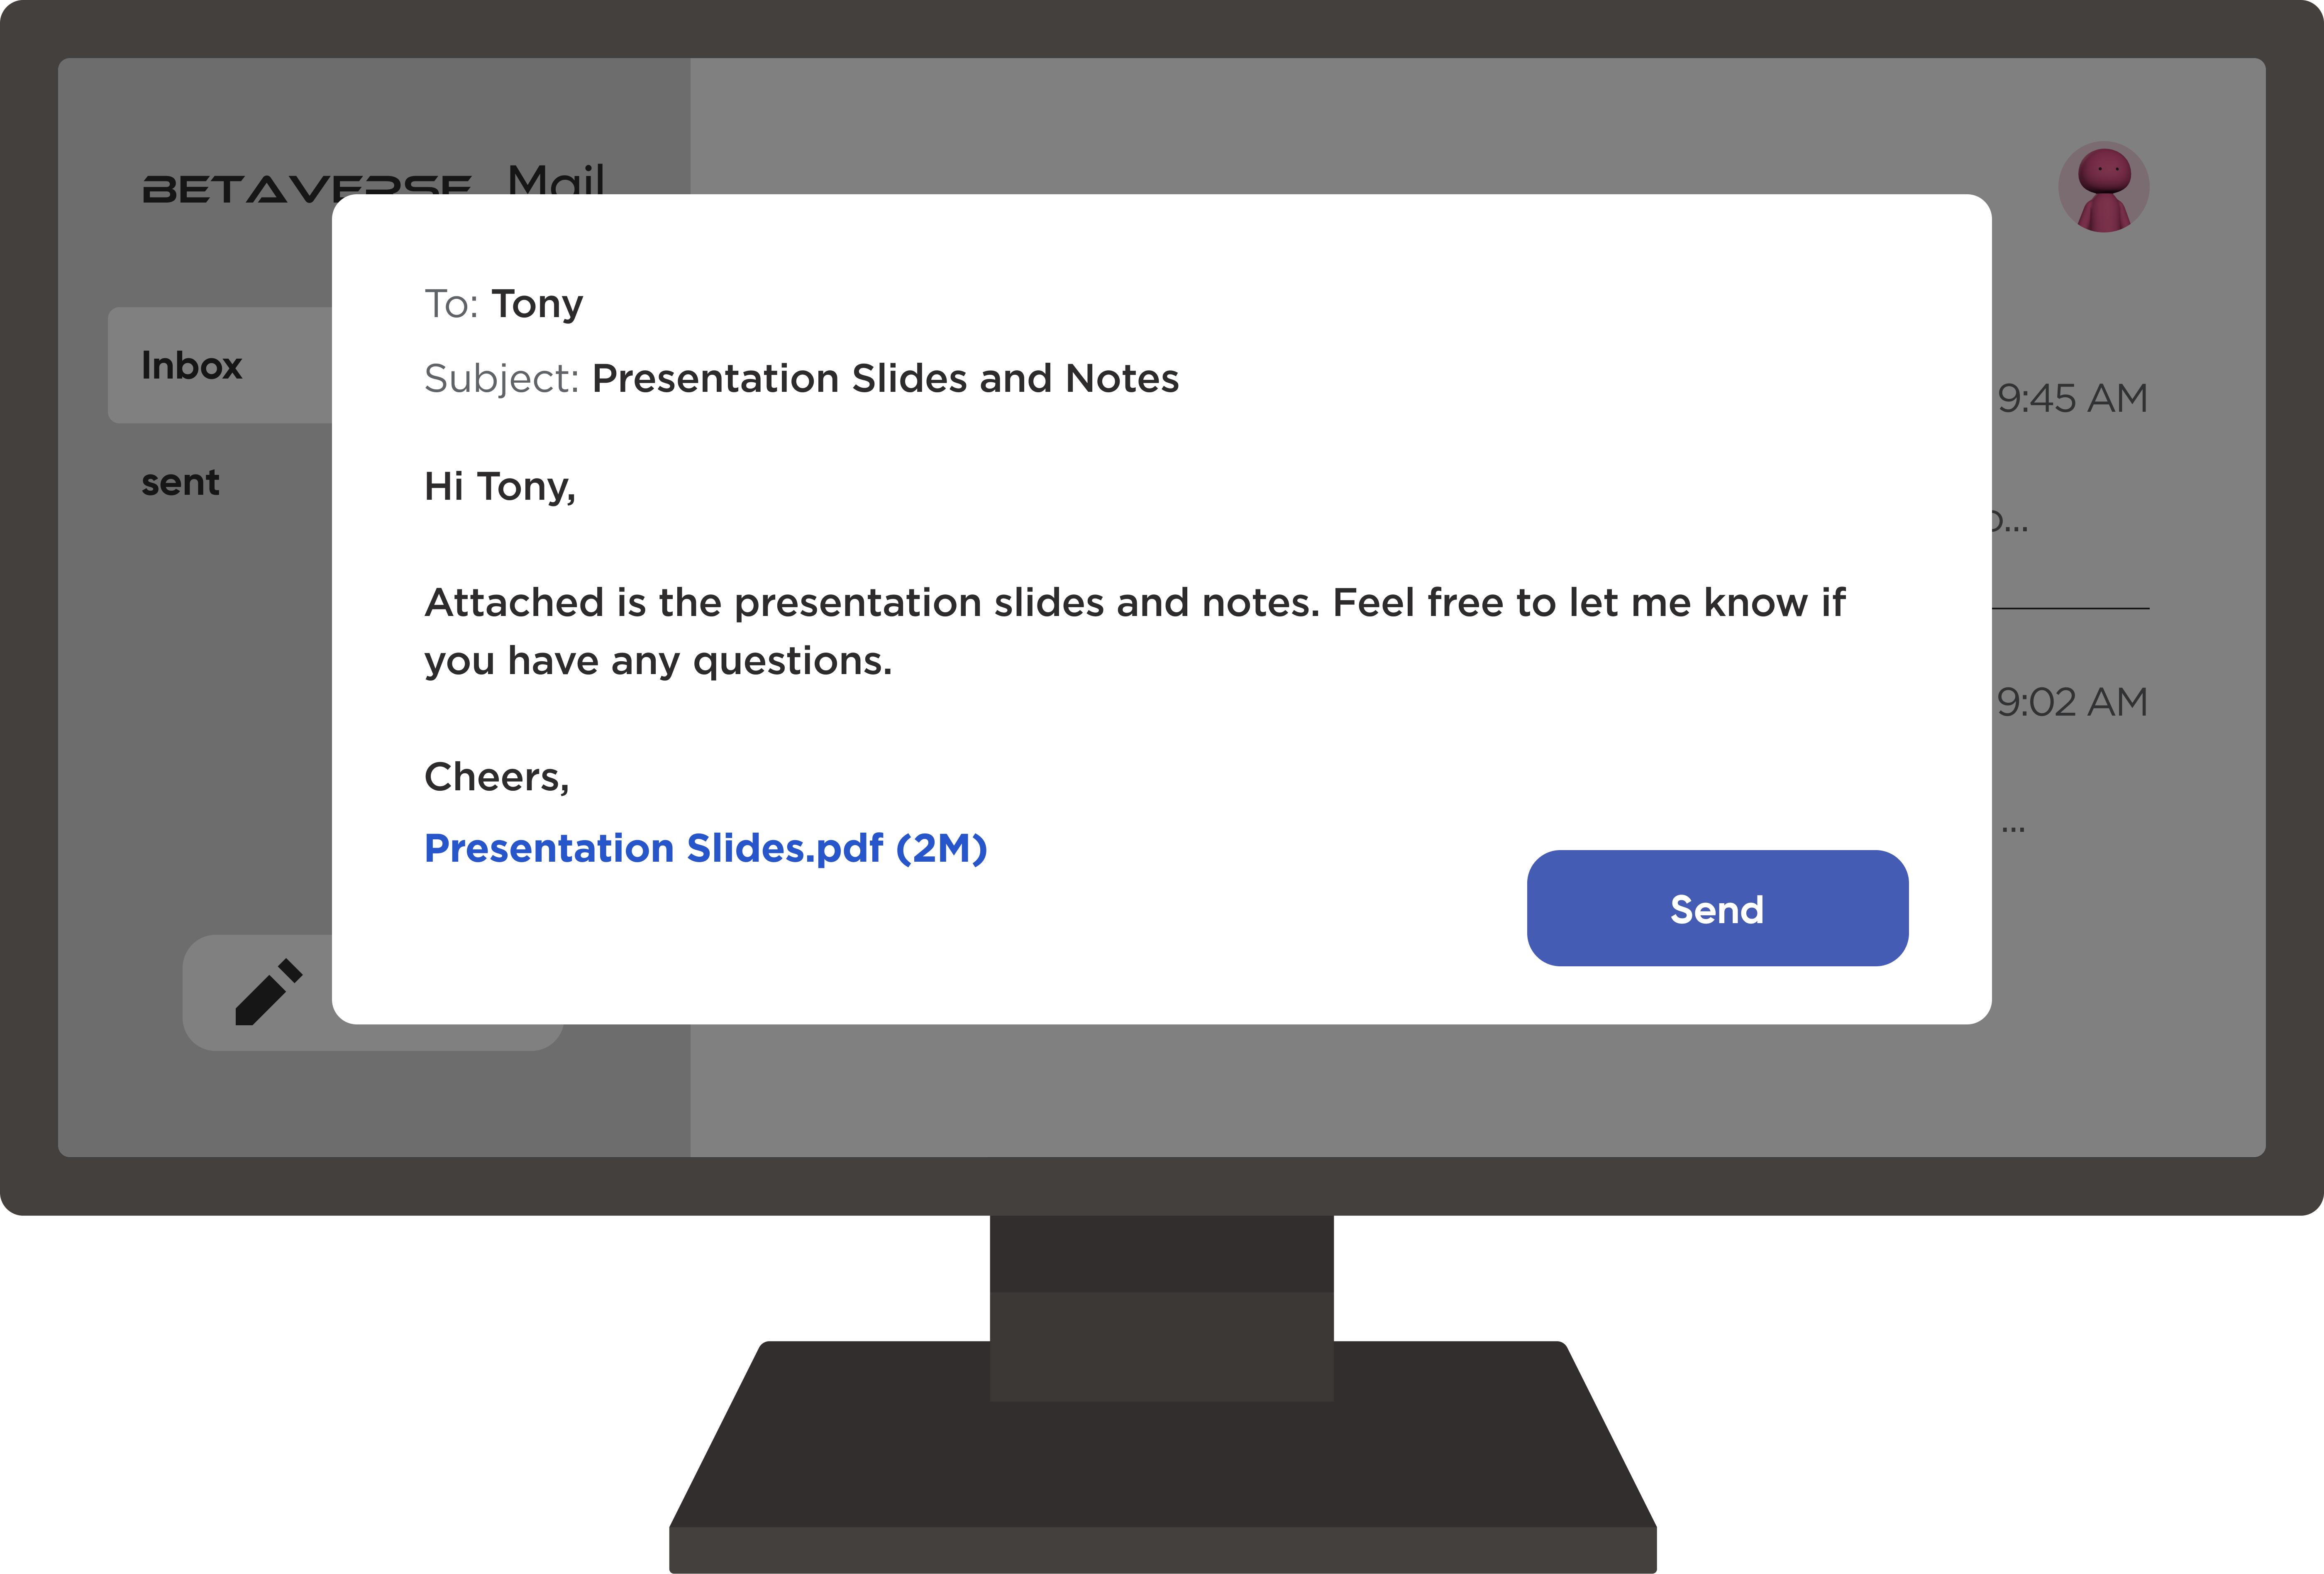 BETAVERSE Mail
To: Tony
Subject: Presentation Slides and Notes
Inbox
9:45 AM
sent
Hi Tony,
...
Attached is the presentation slides and notes. Feel free to let me know if
you have any questions.
9:02 AM
Cheers,
...
Presentation Slides.pdf (2M)
Send